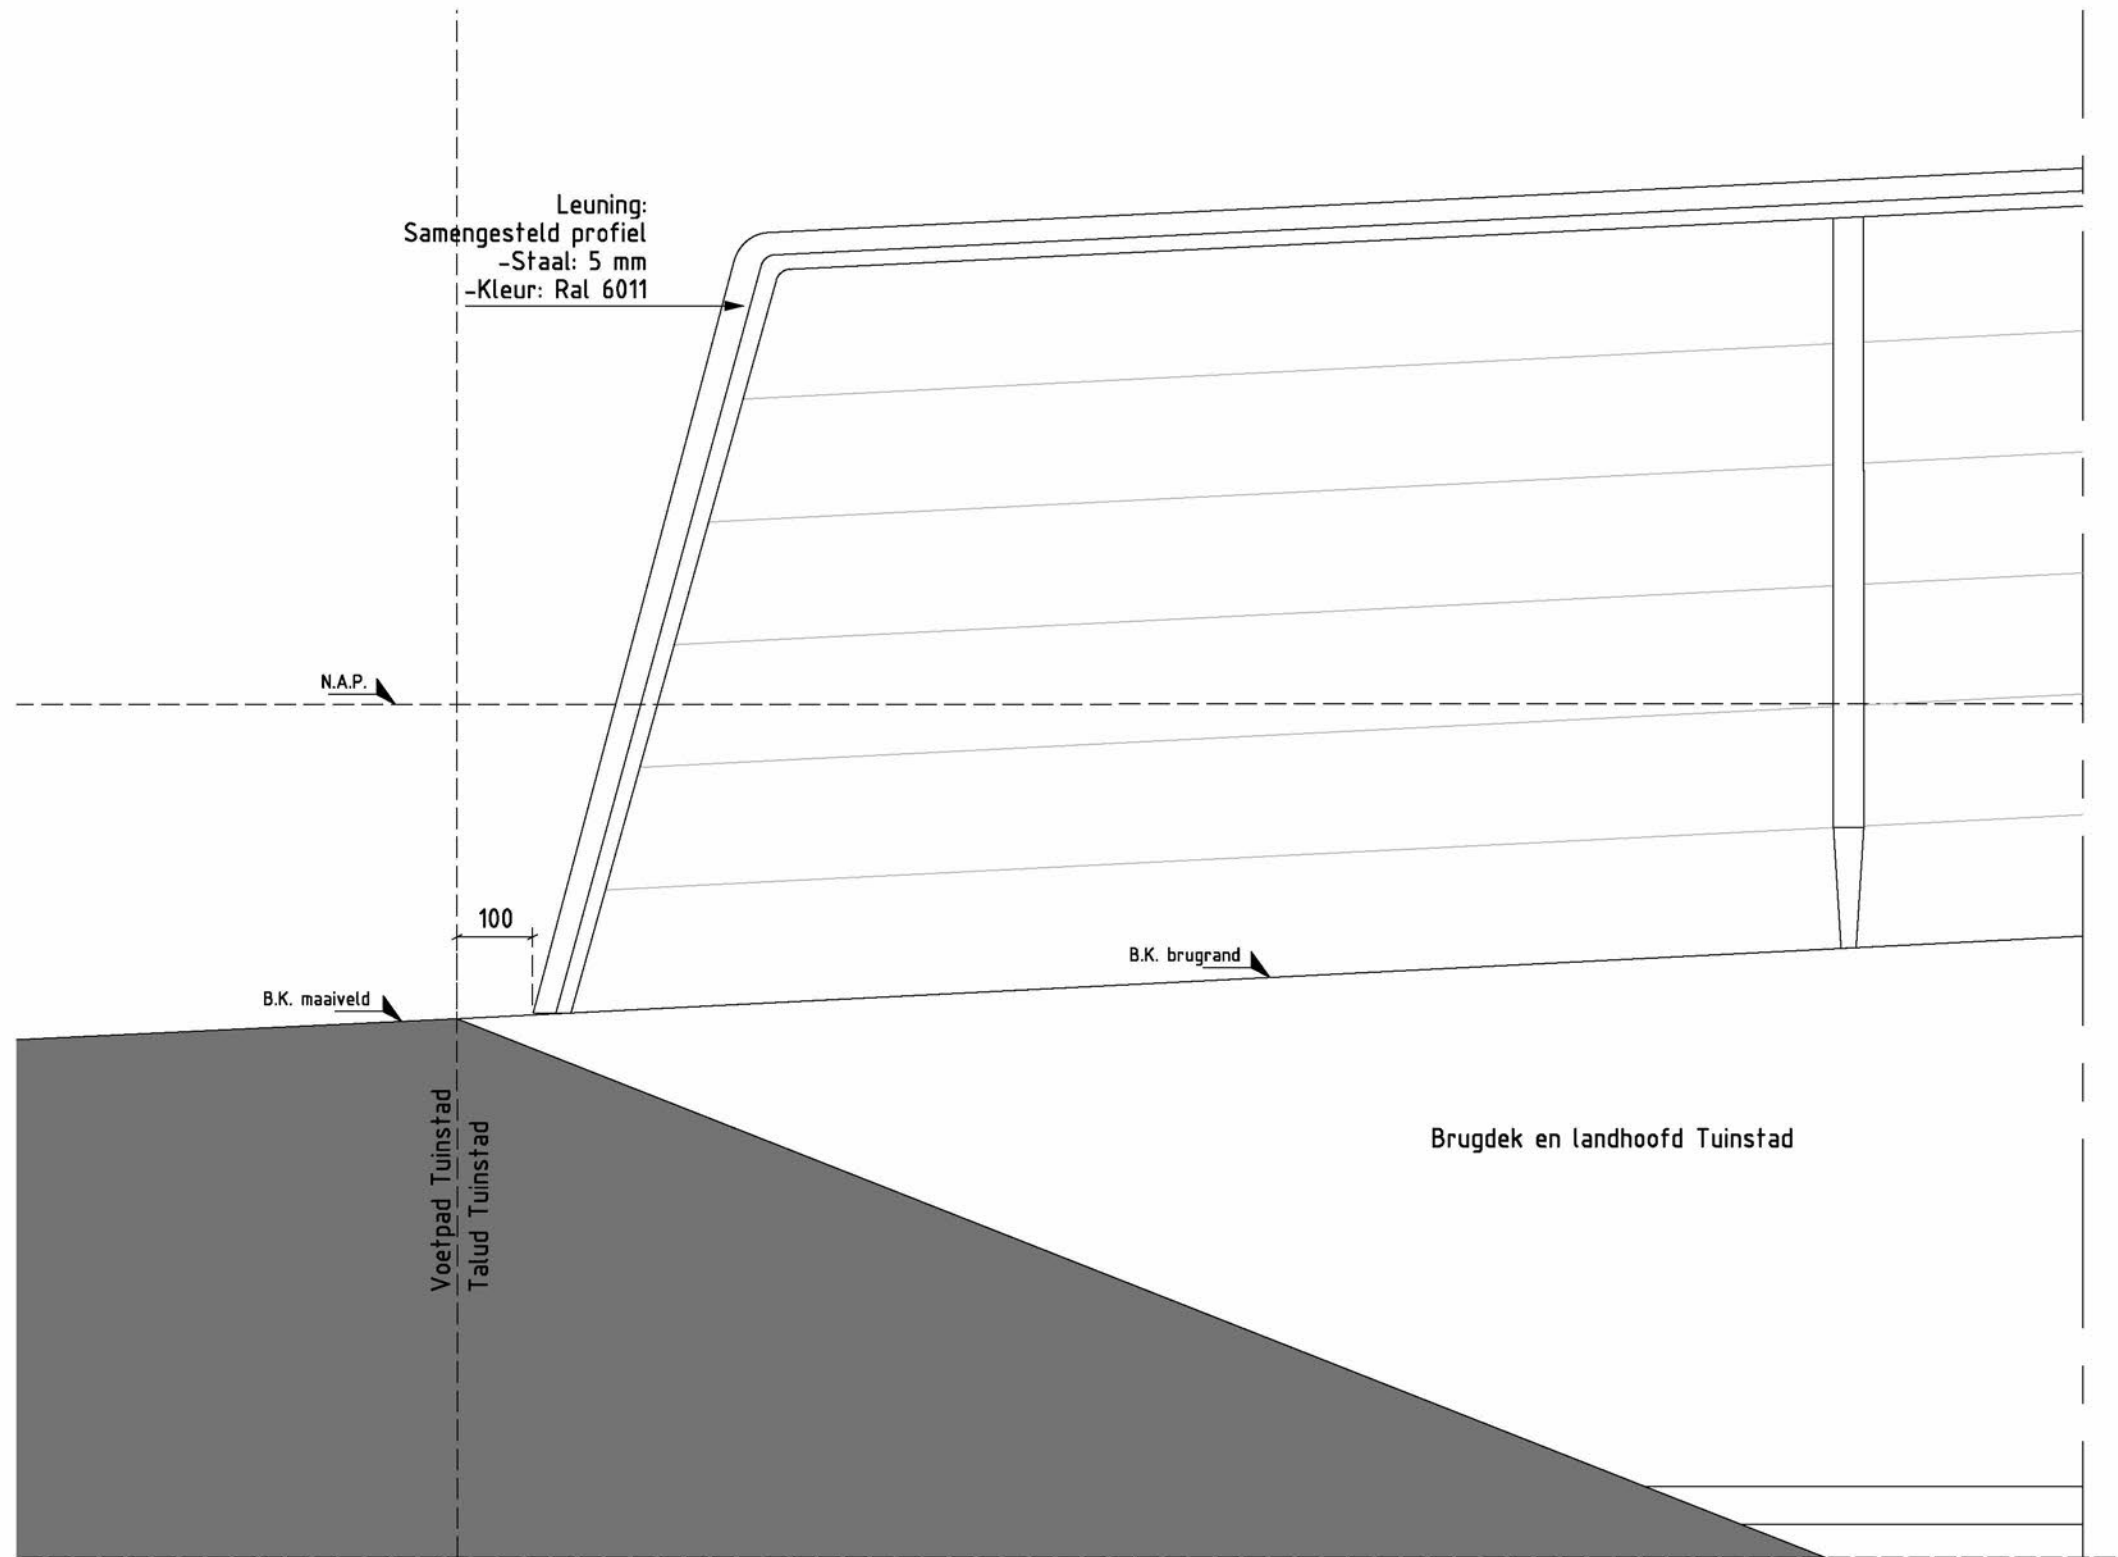 Leuning:
Samengesteld profiel
-Staal: 5 mm
-Kleur: Ral 6011
N.A.P.
100
B.K. brugrand
B.K. maaiveld
Voetpad Tuinstad
Talud Tuinstad
Brugdek en landhoofd Tuinstad